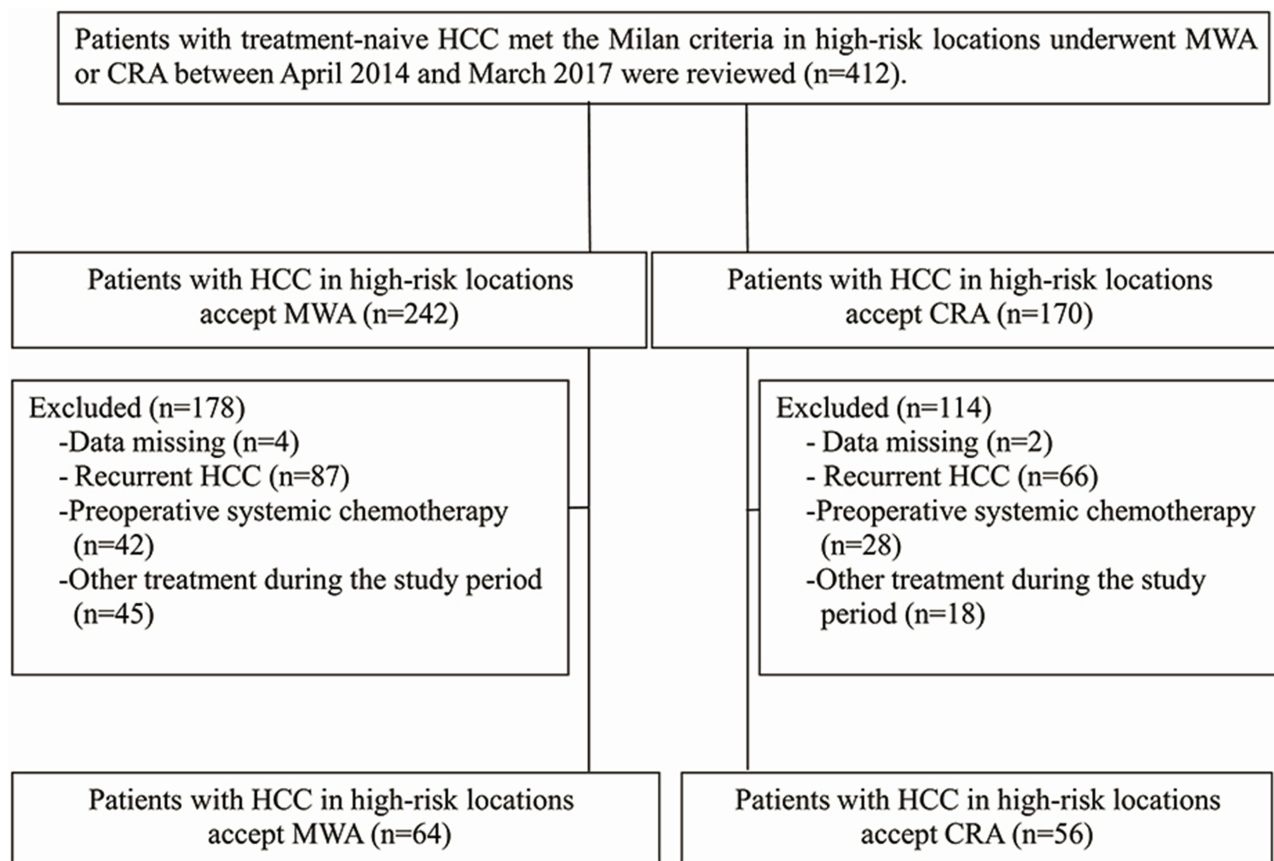 Patients with treatment-naive HCC met the Milan criteria in high-risk locations underwent MWA
or CRA between April 2014 and March 2017 were reviewed (n=412).
Patients with HCC in high-risk locations
accept MWA (n=242)
Patients with HCC in high-risk locations
accept CRA (n=170)
Excluded (n=178)
-Data missing (n=4)
- Recurrent HCC (n=87)
-Preoperative systemic chemotherapy
(n=42)
-Other treatment during the study period
(n=45)
Excluded (n=114)
- Data missing (n=2)
- Recurrent HCC (n=66)
-Preoperative systemic chemotherapy
(n=28)
-Other treatment during the study
period (n=18)
Patients with HCC in high-risk locations
accept MWA (n=64)
Patients with HCC in high-risk locations
accept CRA (n=56)